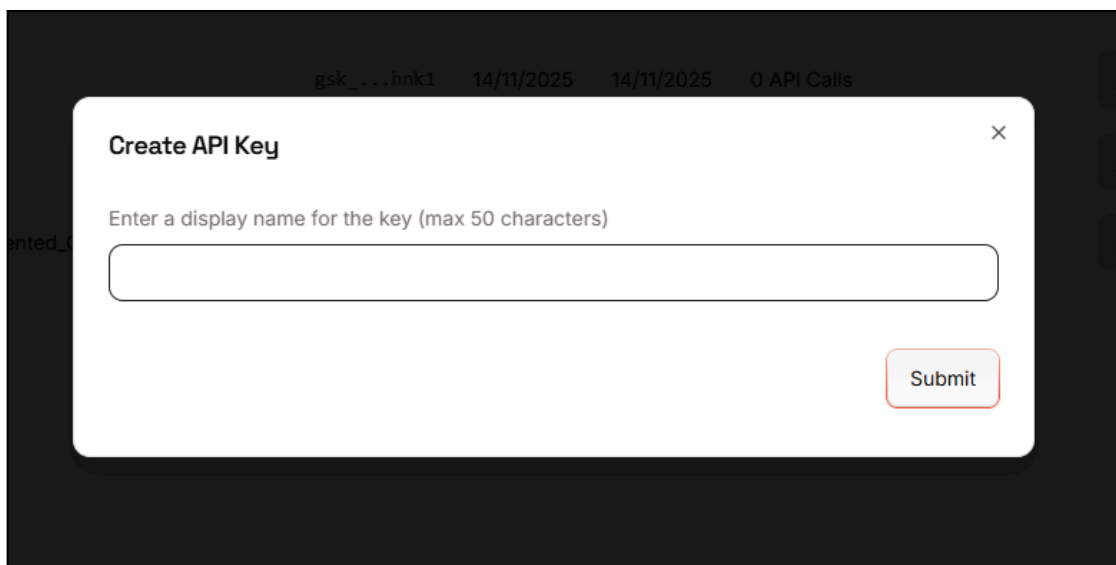 gsk_...hnk1 14/11/2025 14/11/2025 0 API Calls
Create API Key
Enter a display name for the key (max 50 characters)
ented_
Submit